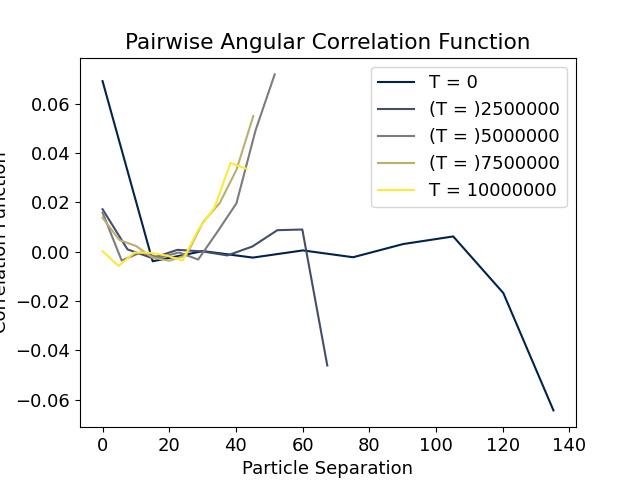 Pairwise Angular Correlation Function
T = 0
(T = )2500000
(T = )5000000
(T = )7500000
T = 10000000
0.06
0.04
0.02
0.00
−0.02
−0.04
−0.06
Correlation Function
0 20 40 60 80 100 120 140
Particle Separation